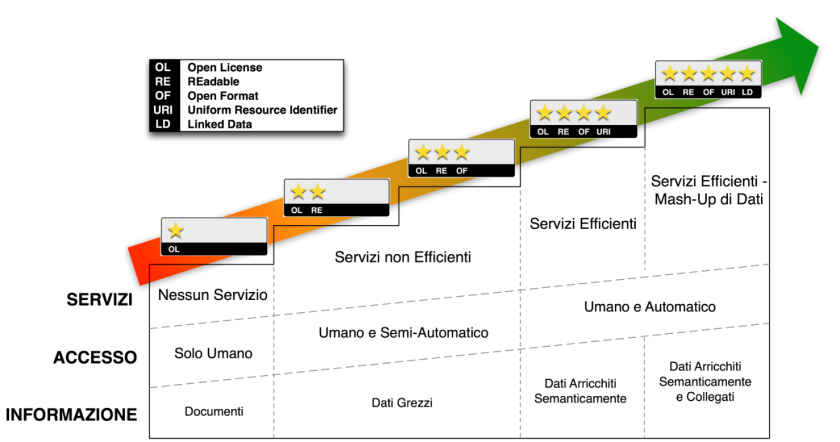 OL Open License
RE REadable
OF Open Format
URI Uniform Resource Identifier
LD Linked Data
OL RE OF URI LD
OL RE OF URI
OL RE OF
OL RE
OL
Servizi Efficienti -
Mash-Up di Dati
Servizi Efficienti
Servizi non Efficienti
SERVIZI
Nessun Servizio
Umano e Automatico
Umano e Semi-Automatico
ACCESSO
Solo Umano
Dati Arricchiti
Semanticamente
e Collegati
Dati Arricchiti
Semanticamente
Dati Grezzi
INFORMAZIONE
Documenti